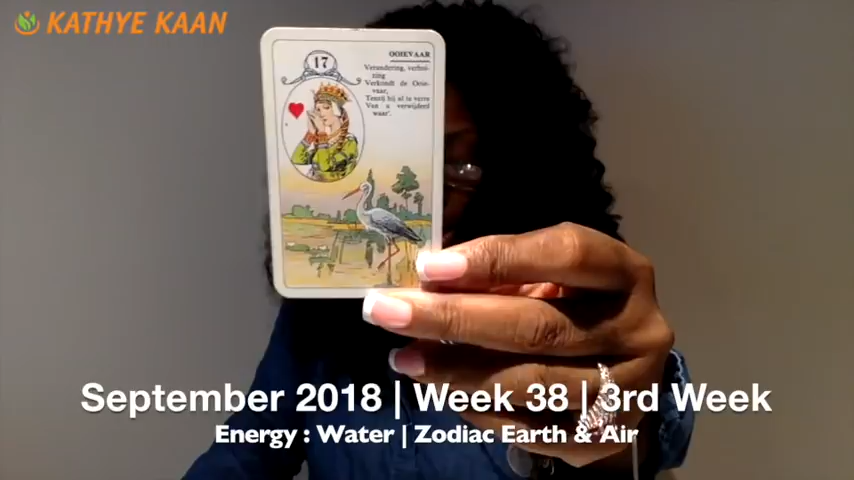 KATHYE KAAN
17
OOIEVAAR
Verandering, verhui-
zing
Verkondt de Ooie-
vaar,
Tenzij hij al te verre
Van u verwijderd
waar'.
September 2018 | Week 38 | 3rd Week
Energy : Water | Zodiac Earth & Air